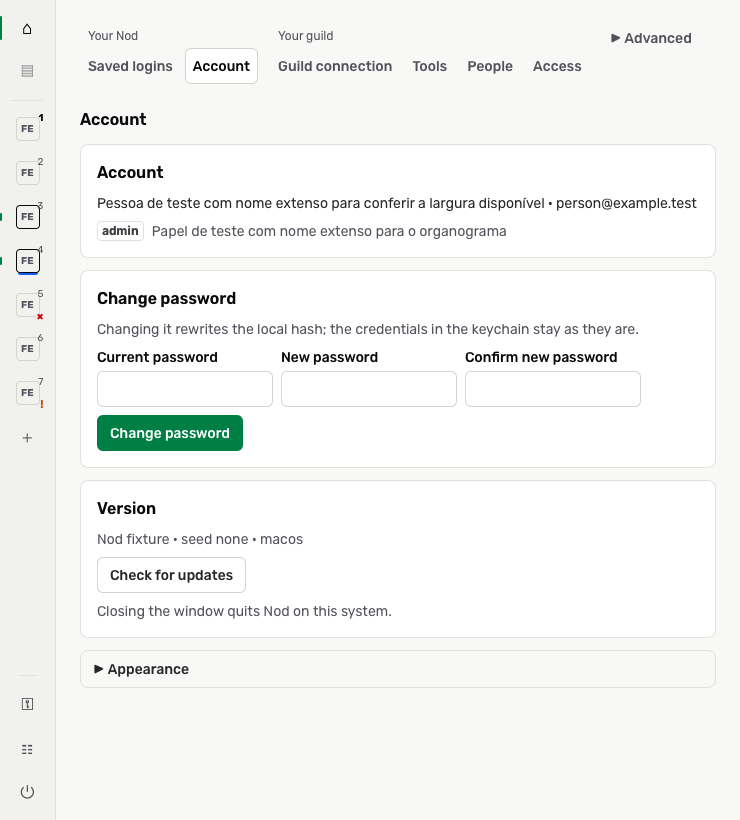 Your Nod
Your guild
▶ Advanced
Saved logins
Account
Guild connection
Tools
People
Access
FE 1
FE 2
FE 3
FE 4
FE 5
FE 6
FE 7 !
+
Account
Account
Pessoa de teste com nome extenso para conferir a largura disponível • person@example.test
admin Papel de teste com nome extenso para o organograma
Change password
Changing it rewrites the local hash; the credentials in the keychain stay as they are.
Current password
New password
Confirm new password
Change password
Version
Nod fixture • seed none • macos
Check for updates
Closing the window quits Nod on this system.
▶ Appearance